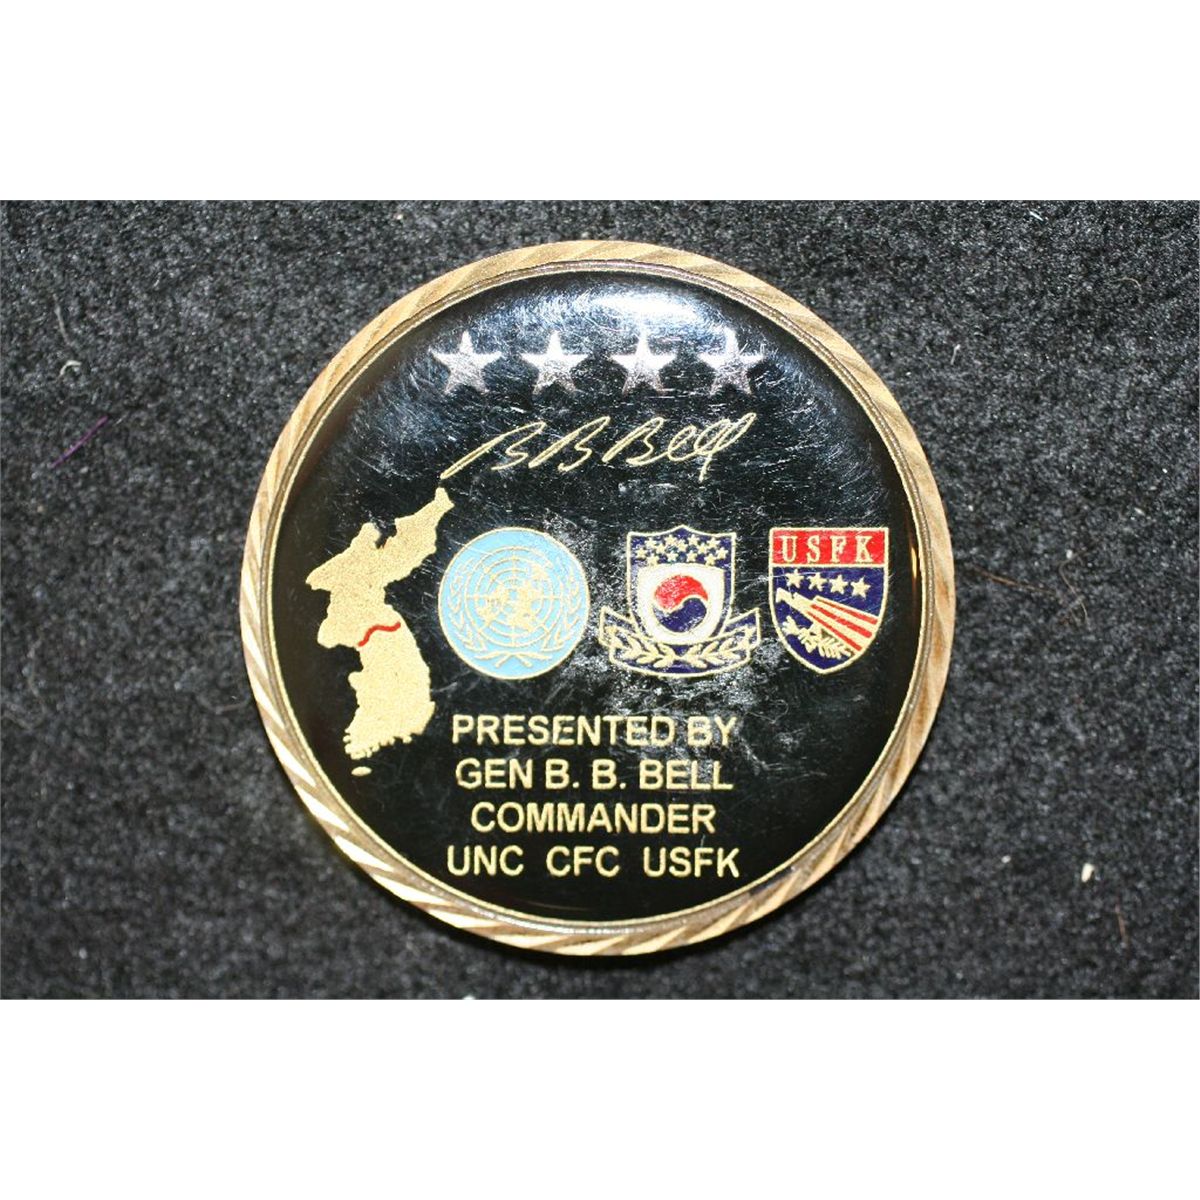 B B Bell
USFK
PRESENTED BY
GEN B. B. BELL
COMMANDER
UNC CFC USFK